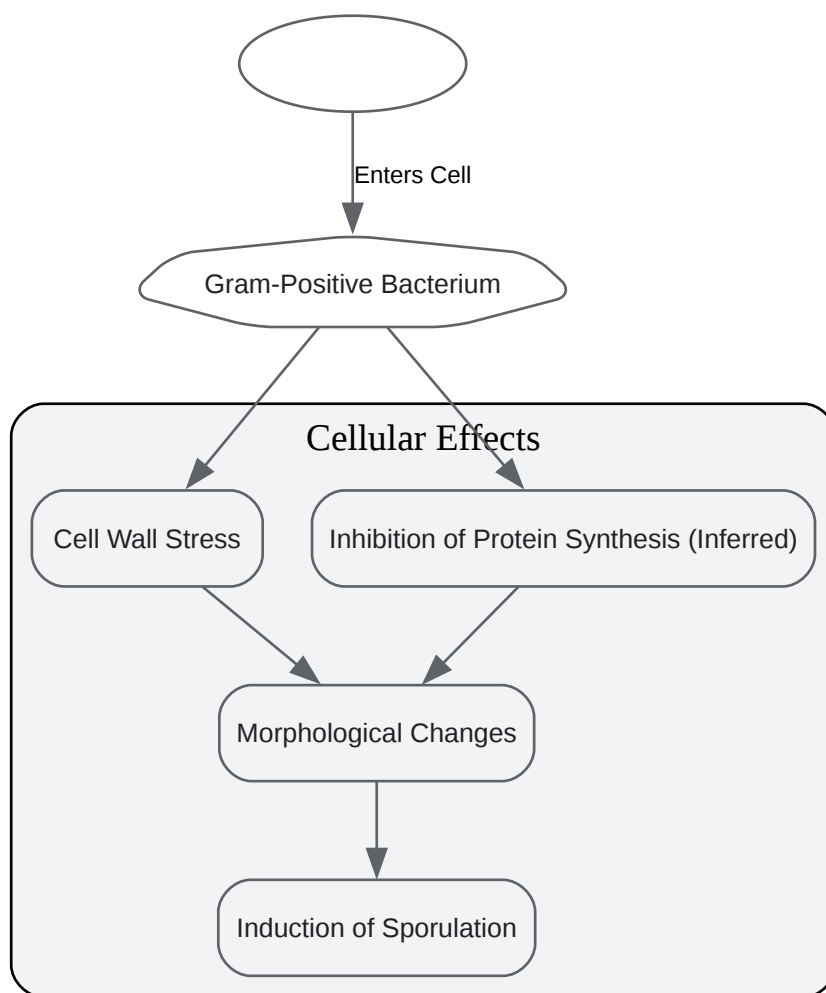 Enters Cell
Gram-Positive Bacterium
Cellular Effects
Cell Wall Stress
Inhibition of Protein Synthesis (Inferred)
Morphological Changes
Induction of Sporulation